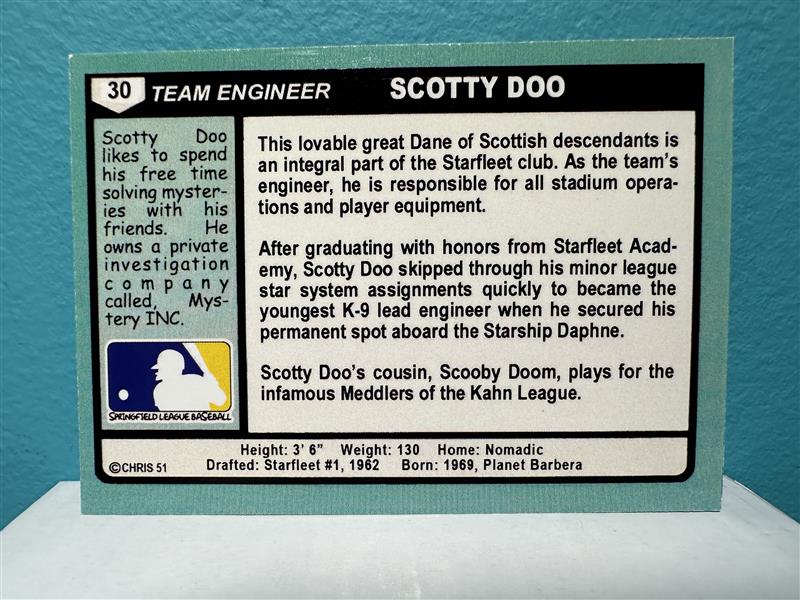 30 TEAM ENGINEER SCOTTY DOO
Scotty Doo
likes to spend
his free time
solving myster-
ies with his
friends. He
owns a private
investigation
company
called, Mys-
tery INC.
SPRINGFIELD LEAGUE BASEBALL
This lovable great Dane of Scottish descendants is
an integral part of the Starfleet club. As the team's
engineer, he is responsible for all stadium opera-
tions and player equipment.
After graduating with honors from Starfleet Acad-
emy, Scotty Doo skipped through his minor league
star system assignments quickly to became the
youngest K-9 lead engineer when he secured his
permanent spot aboard the Starship Daphne.
Scotty Doo's cousin, Scooby Doom, plays for the
infamous Meddlers of the Kahn League.
Height: 3' 6" Weight: 130 Home: Nomadic
Drafted: Starfleet #1, 1962 Born: 1969, Planet Barbera
©CHRIS 51